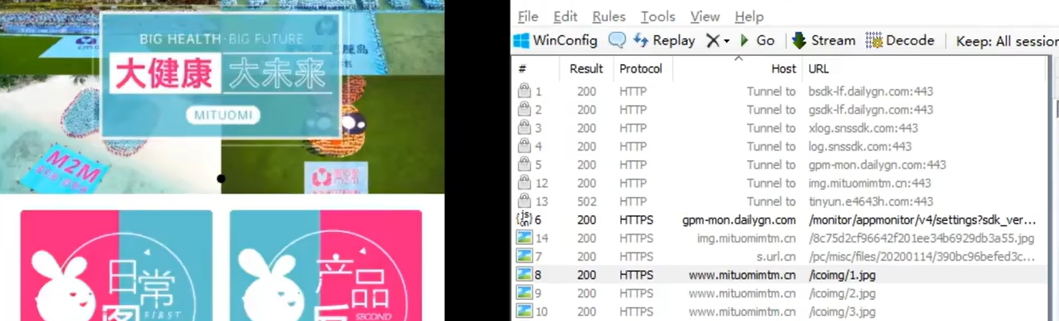 BIG HEALTH BIG FUTURE
大健康 大未来
MITUOMI
M2M
日常
FIRST
产品
SECOND
File Edit Rules Tools View Help
WinConfig Replay Go Stream Decode Keep: All session
# Result Protocol Host URL
1 200 HTTP Tunnel to bsdk-lf.dailygn.com:443
2 200 HTTP Tunnel to gsdk-lf.dailygn.com:443
3 200 HTTP Tunnel to xlog.snssdk.com:443
4 200 HTTP Tunnel to log.snssdk.com:443
5 200 HTTP Tunnel to gpm-mon.dailygn.com:443
12 200 HTTP Tunnel to img.mituomimtm.cn:443
13 502 HTTP Tunnel to tinyun.e4643h.com:443
6 200 HTTPS gpm-mon.dailygn.com /monitor/appmonitor/v4/settings?sdk_ver...
14 200 HTTPS img.mituomimtm.cn /8c75d2cf96642f201ee34b6929db3a55.jpg
7 200 HTTPS s.url.cn /pc/misc/files/20200114/390bc96befed3c...
8 200 HTTPS www.mituomimtm.cn /icoimg/1.jpg
9 200 HTTPS www.mituomimtm.cn /icoimg/2.jpg
10 200 HTTPS www.mituomimtm.cn /icoimg/3.jpg